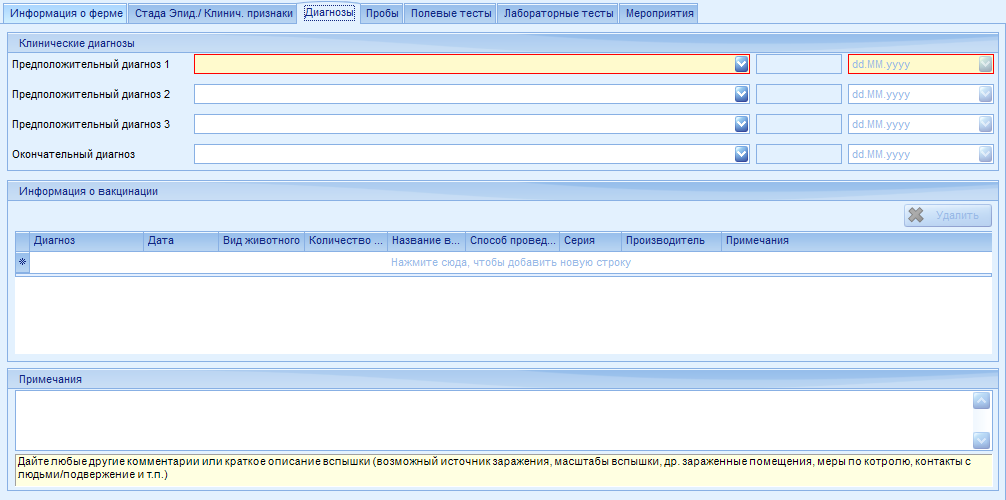 Информация о ферме Стада Эпид./ Клинич. признаки Диагнозы Пробы Полевые тесты Лабораторные тесты Мероприятия
Клинические диагнозы
Предположительный диагноз 1 dd.MM.yyyy
Предположительный диагноз 2 dd.MM.yyyy
Предположительный диагноз 3 dd.MM.yyyy
Окончательный диагноз dd.MM.yyyy
Информация о вакцинации
Удалить
Диагноз Дата Вид животного Количество ... Название в... Способ провед... Серия Производитель Примечания
Нажмите сюда, чтобы добавить новую строку
Примечания
Дайте любые другие комментарии или краткое описание вспышки (возможный источник заражения, масштабы вспышки, др. зараженные помещения, меры по котролю, контакты с
людьми/подвержение и т.п.)